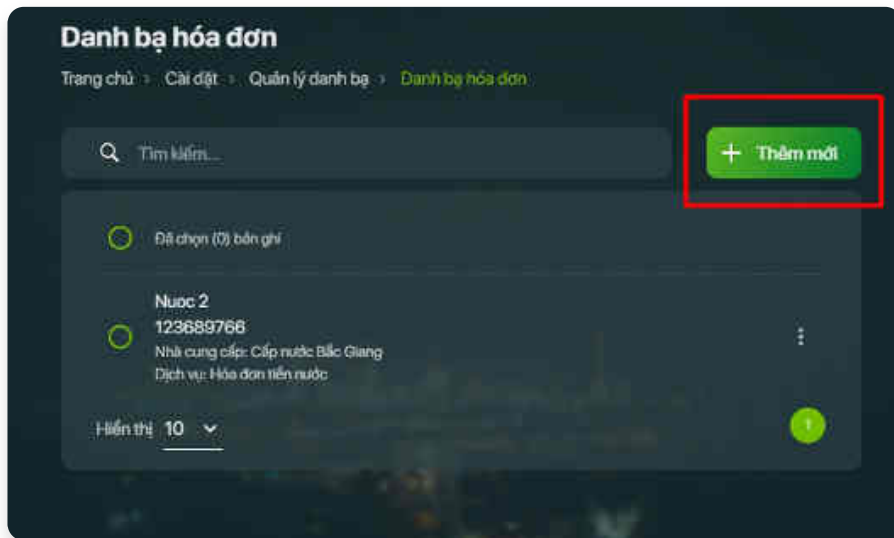 Danh bạ hóa đơn
Trang chủ > Cài đặt > Quản lý danh bạ > Danh bạ hóa đơn
Tìm kiếm...
+ Thêm mới
Đã chọn (0) bản ghi
Nuoc 2
123689766
Nhà cung cấp: Cấp nước Bắc Giang
Dịch vụ: Hóa đơn tiền nước
Hiển thị 10
1